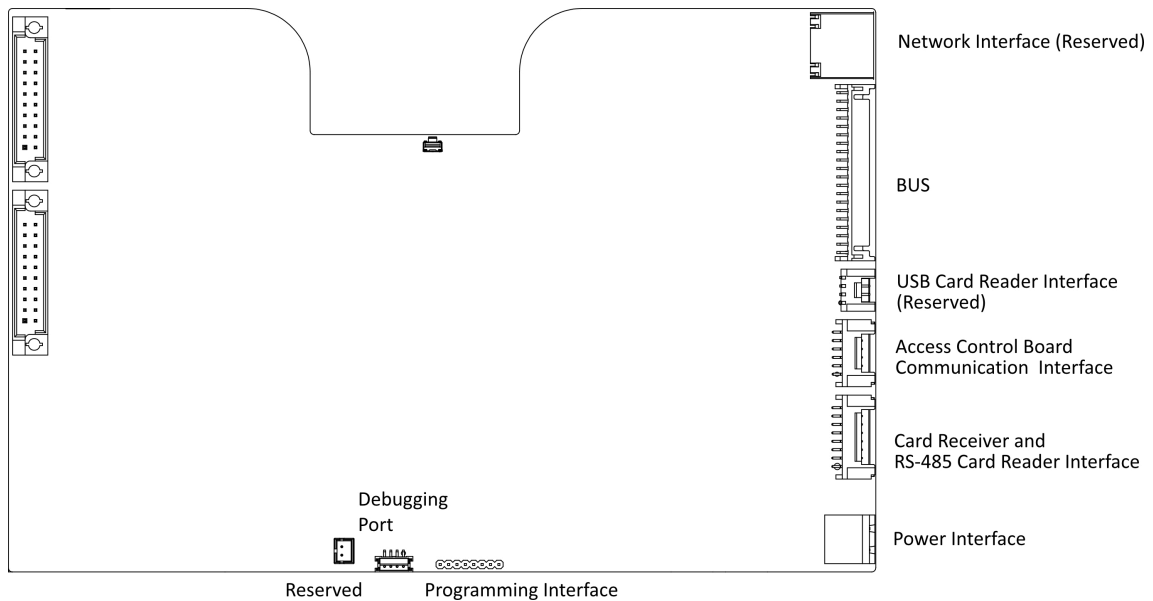 Network Interface (Reserved)
BUS
USB Card Reader Interface
(Reserved)
Access Control Board
Communication  Interface
Card Receiver and
RS-485 Card Reader Interface
Debugging
Port
Power Interface
Reserved
Programming Interface